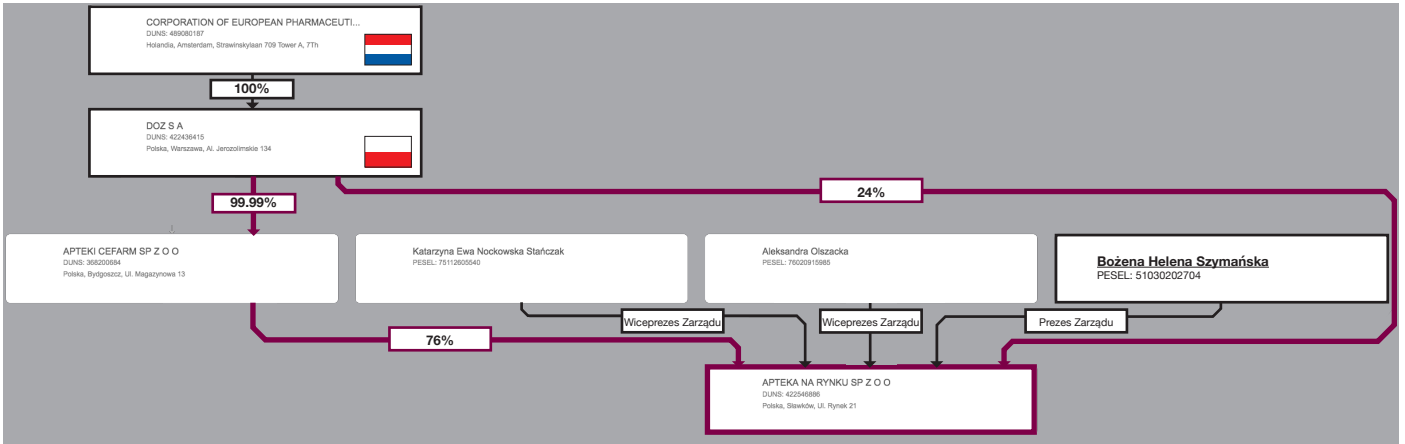 CORPORATION OF EUROPEAN PHARMACEUTI...
DUNS: 489080187
Holandia, Amsterdam, Strawinskylaan 709 Tower A, 7Th
100%
DOZ S A
DUNS: 422436415
Polska, Warszawa, Al. Jerozolimskie 134
99.99%
24%
APTEKI CEFARM SP Z O O
DUNS: 368200684
Polska, Bydgoszcz, Ul. Magazynowa 13
Katarzyna Ewa Nockowska Stańczak
PESEL: 75112605540
Aleksandra Olszacka
PESEL: 76020915985
Bożena Helena Szymańska
PESEL: 51030202704
Wiceprezes Zarządu
Wiceprezes Zarządu
Prezes Zarządu
76%
APTEKA NA RYNKU SP Z O O
DUNS: 422546886
Polska, Sławków, Ul. Rynek 21